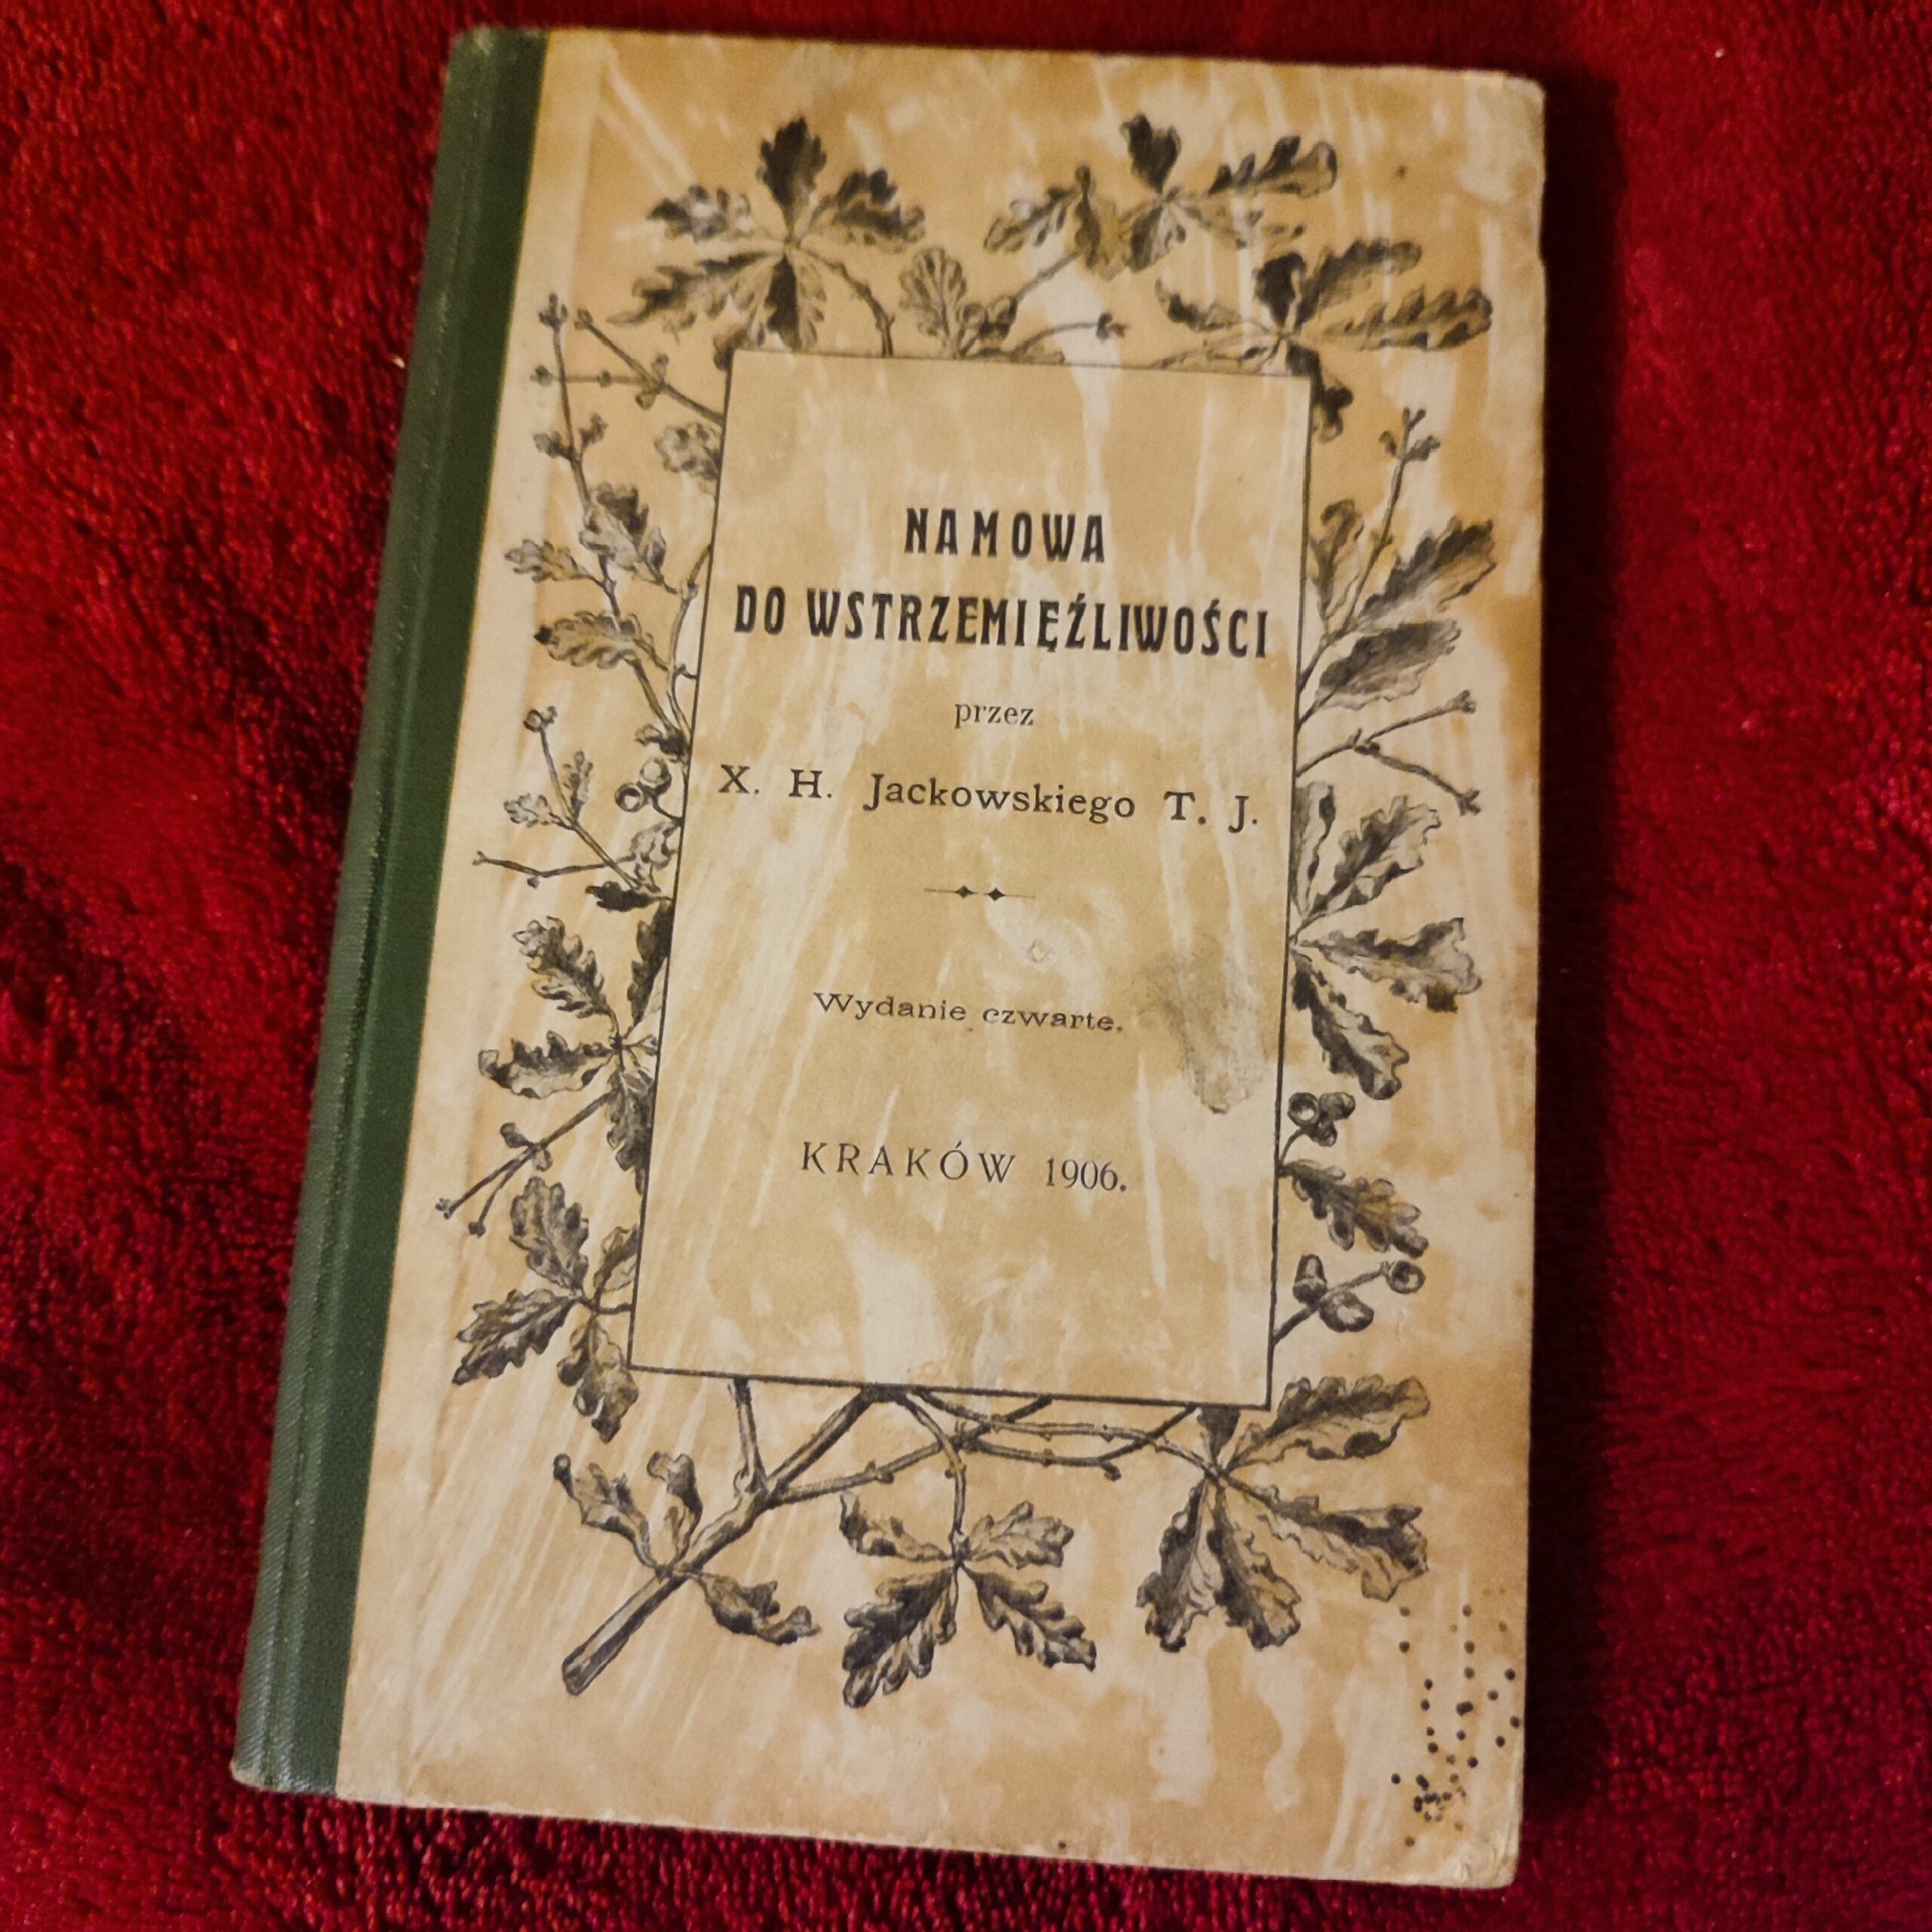 NAMOWA
DO WSTRZEMIĘŹLIWOŚCI
przez
X. H. Jackowskiego T. J.
Wydanie czwarte.
KRAKÓW 1906.